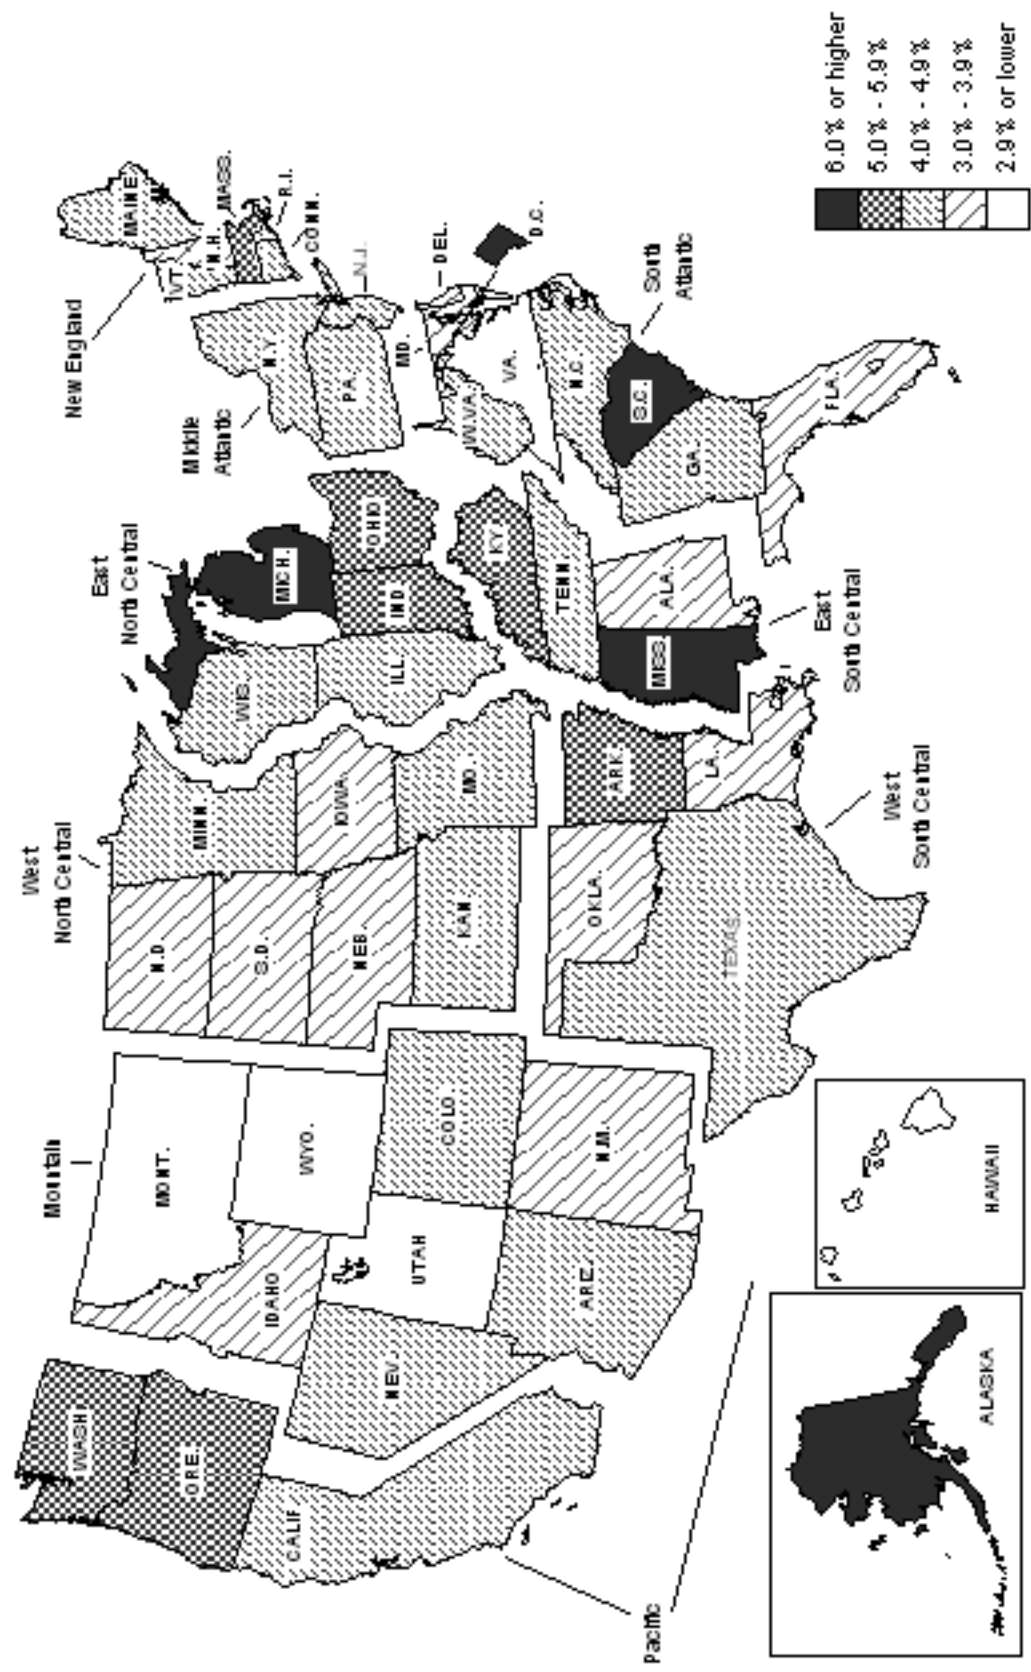 New England
Middle
Atlantic
East
North Central
West
North Central
Mountain
Pacific
South
Atlantic
East
South Central
West
South Central
WASH
ORE.
CALIF
NEV.
IDAHO
MONT.
WYO.
UTAH
COLO.
ARIZ.
N.M.
N.D.
S.D.
NEB.
KAN
MINN
IOWA
MO.
OKLA.
TEXAS
ARK.
LA.
WIS.
ILL.
MICH.
IND.
OHIO
KY.
TENN
MISS.
ALA.
N.Y.
PA.
N.J.
MAINE
VT.
N.H.
MASS.
R.I.
CONN.
DEL.
MD.
D.C.
VA.
W.VA.
N.C.
S.C.
GA.
FLA.
ALASKA
HAWAII
6.0% or higher
5.0% - 5.9%
4.0% - 4.9%
3.0% - 3.9%
2.9% or lower